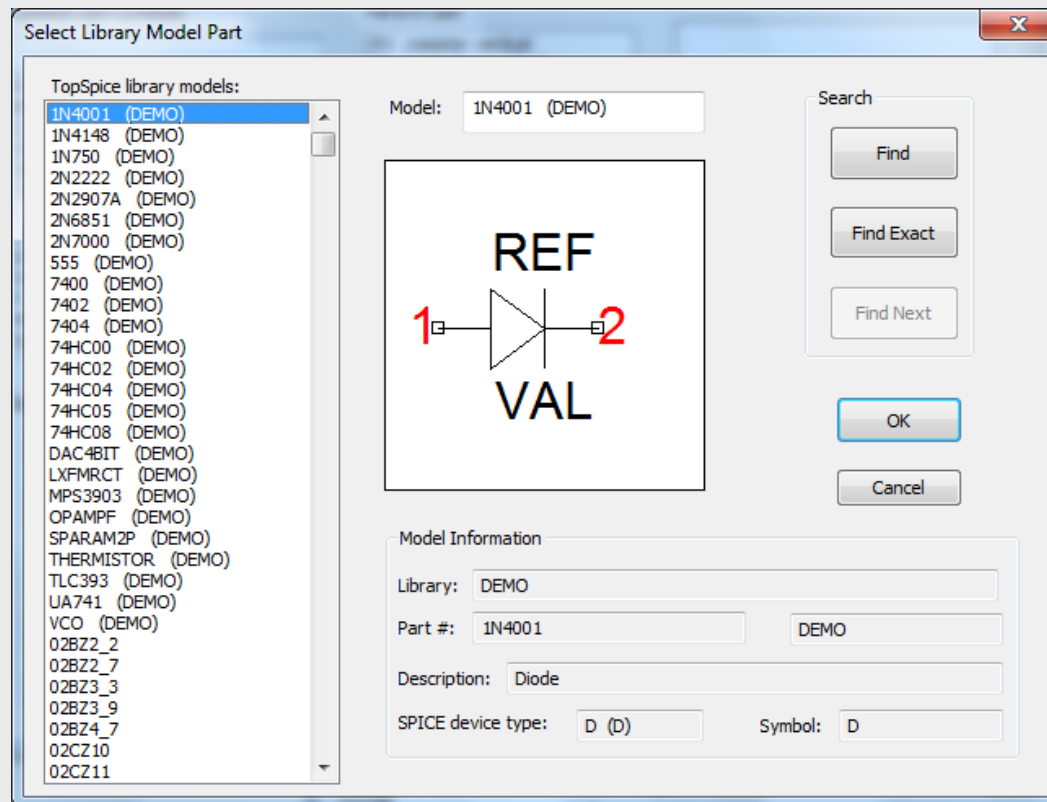 Select Library Model Part
TopSpice library models:
1N4001 (DEMO)
1N4148 (DEMO)
1N750 (DEMO)
2N2222 (DEMO)
2N2907A (DEMO)
2N6851 (DEMO)
2N7000 (DEMO)
555 (DEMO)
7400 (DEMO)
7402 (DEMO)
7404 (DEMO)
74HC00 (DEMO)
74HC02 (DEMO)
74HC04 (DEMO)
74HC05 (DEMO)
74HC08 (DEMO)
DAC4BIT (DEMO)
LXFMRCT (DEMO)
MPS3903 (DEMO)
OPAMPF (DEMO)
SPARAM2P (DEMO)
THERMISTOR (DEMO)
TLC393 (DEMO)
UA741 (DEMO)
VCO (DEMO)
02BZ2_2
02BZ2_7
02BZ3_3
02BZ3_9
02BZ4_7
02CZ10
02CZ11
Model: 1N4001 (DEMO)
REF
1 2
VAL
Search
Find
Find Exact
Find Next
OK
Cancel
Model Information
Library: DEMO
Part #: 1N4001 DEMO
Description: Diode
SPICE device type: D (D) Symbol: D